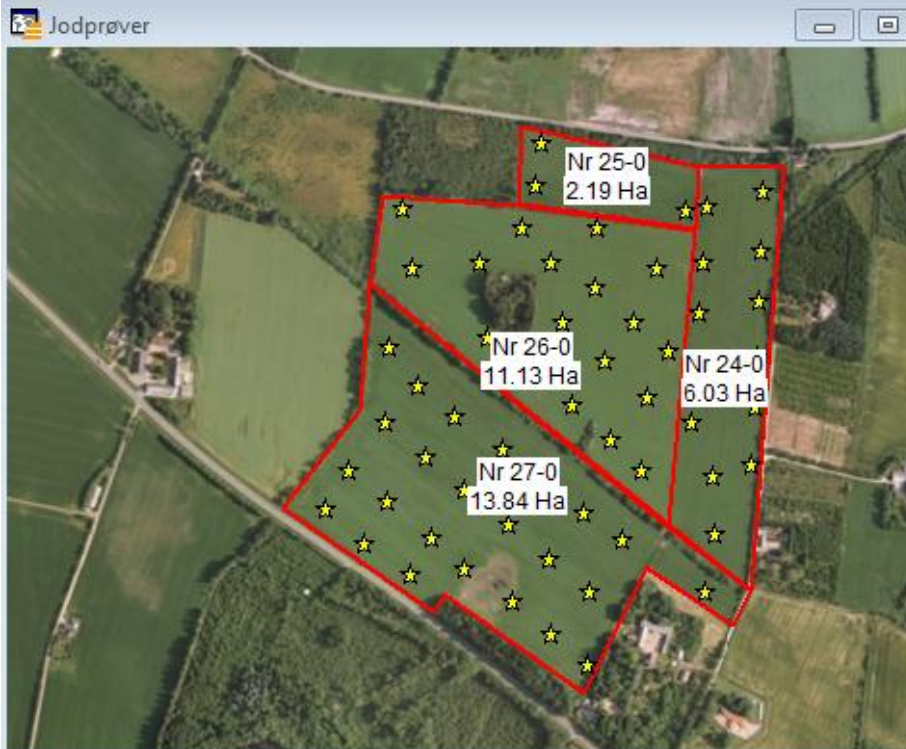 Jodprøver
Nr 25-0
2.19 Ha
Nr 26-0
11.13 Ha
Nr 24-0
6.03 Ha
Nr 27-0
13.84 Ha